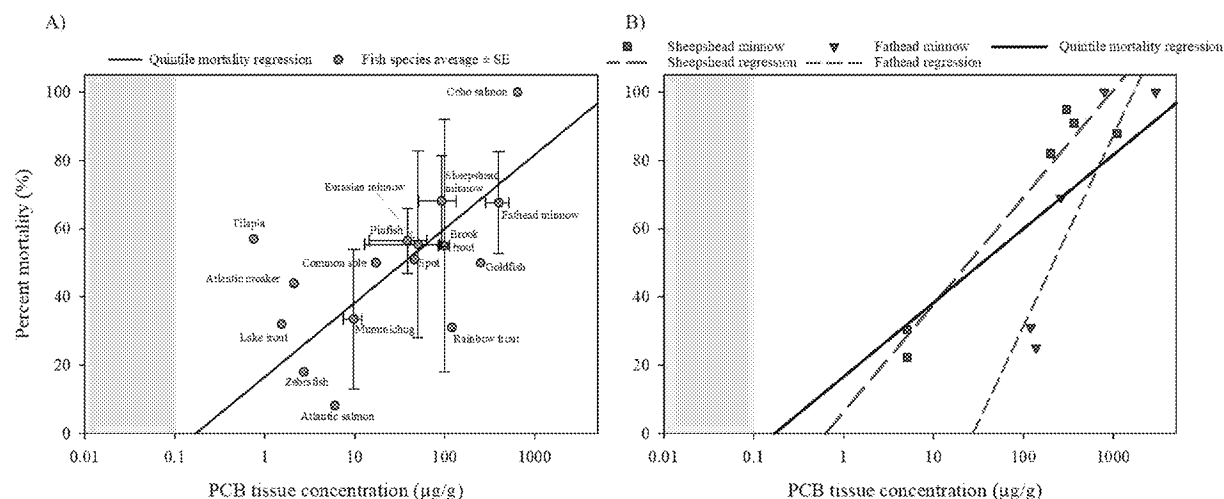 A)
Quintile mortality regression
Fish species average ± SE
Percent mortality (%)
100
80
60
40
20
0
Coho salmon
Sheepshead
minnow
Eurasian minnow
Fathead minnow
Tilapia
Pinfish
Brook
trout
Common sole
Spot
Goldfish
Atlantic croaker
Lake trout
Mummichog
Rainbow trout
Zebrafish
Atlantic salmon
0.01
0.1
1
10
100
1000
PCB tissue concentration (µg/g)
B)
Sheepshead minnow
Fathead minnow
Quintile mortality regression
Sheepshead regression
Fathead regression
100
80
60
40
20
0
0.01
0.1
1
10
100
1000
PCB tissue concentration (µg/g)